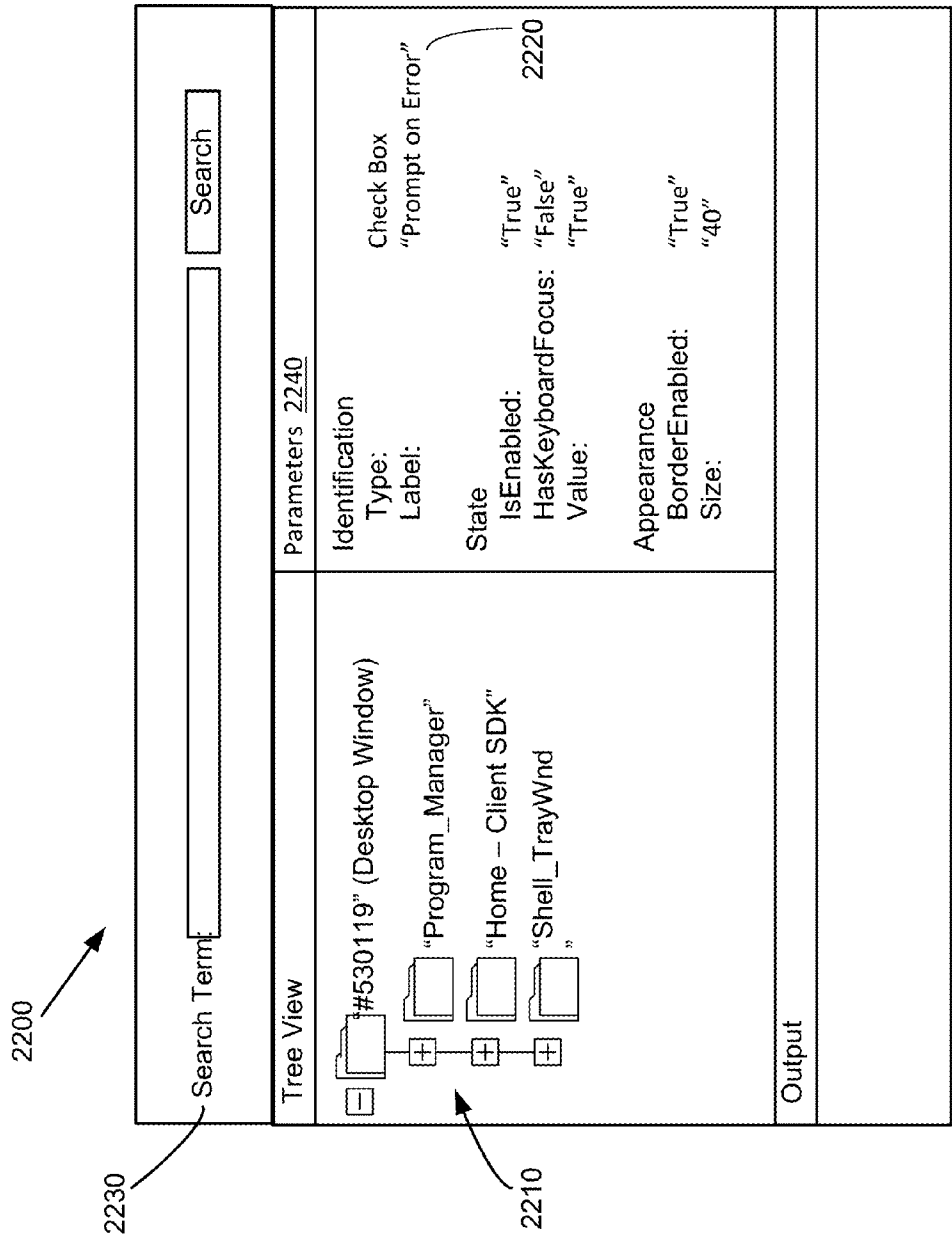 2200
2230
Search Term:
Search
Tree View
Parameters 2240
"#530119" (Desktop Window)
"Program_Manager"
"Home – Client SDK"
"Shell_TrayWnd
"
2210
Identification
Type: Check Box
Label: "Prompt on Error"
2220
State
IsEnabled: "True"
HasKeyboardFocus: "False"
Value: "True"
Appearance
BorderEnabled: "True"
Size: "40"
Output